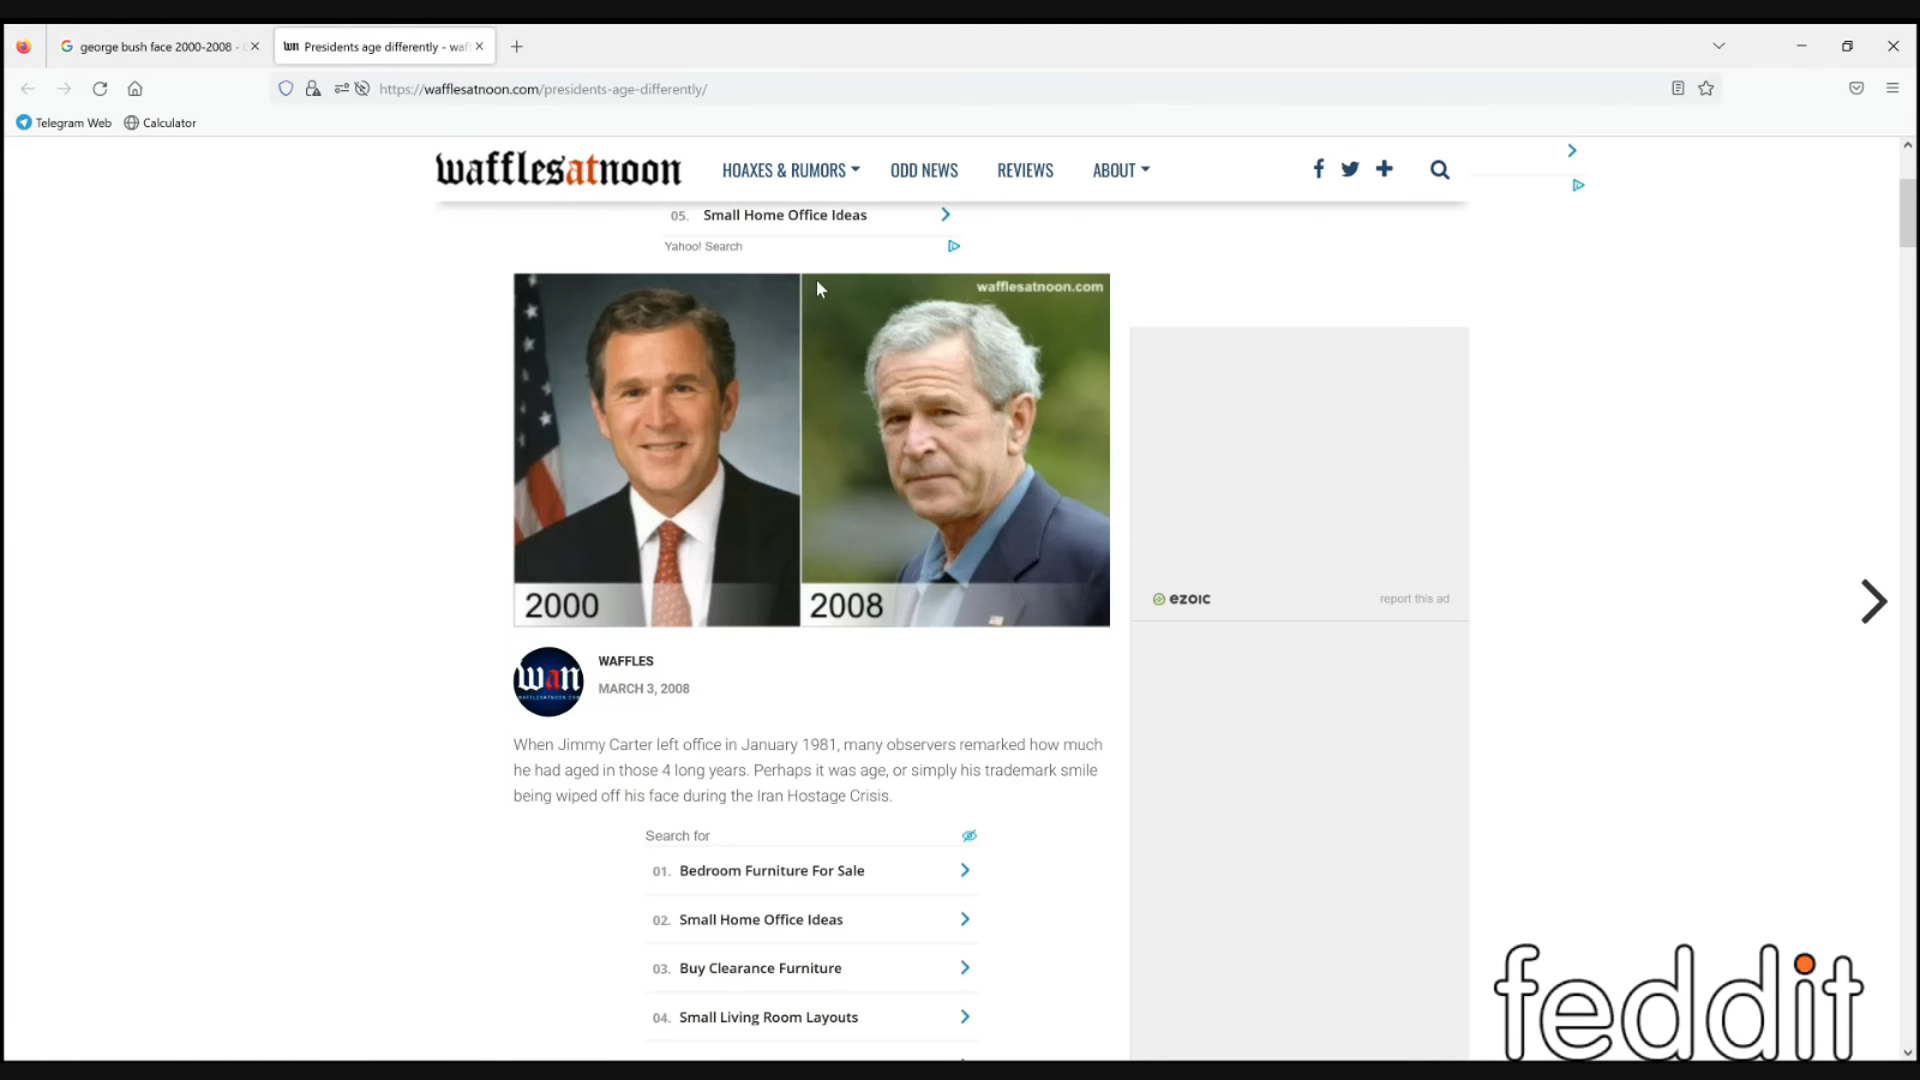 george bush face 2000-2008 -
Presidents age differently - waf
https://wafflesatnoon.com/presidents-age-differently/
Telegram Web
Calculator
wafflesatnoon
HOAXES & RUMORS
ODD NEWS
REVIEWS
ABOUT
05. Small Home Office Ideas
Yahoo! Search
wafflesatnoon.com
2000
2008
ezoic
report this ad
wan
WAFFLESATNOON.COM
WAFFLES
MARCH 3, 2008
When Jimmy Carter left office in January 1981, many observers remarked how much
he had aged in those 4 long years. Perhaps it was age, or simply his trademark smile
being wiped off his face during the Iran Hostage Crisis.
Search for
01. Bedroom Furniture For Sale
02. Small Home Office Ideas
03. Buy Clearance Furniture
04. Small Living Room Layouts
feddit